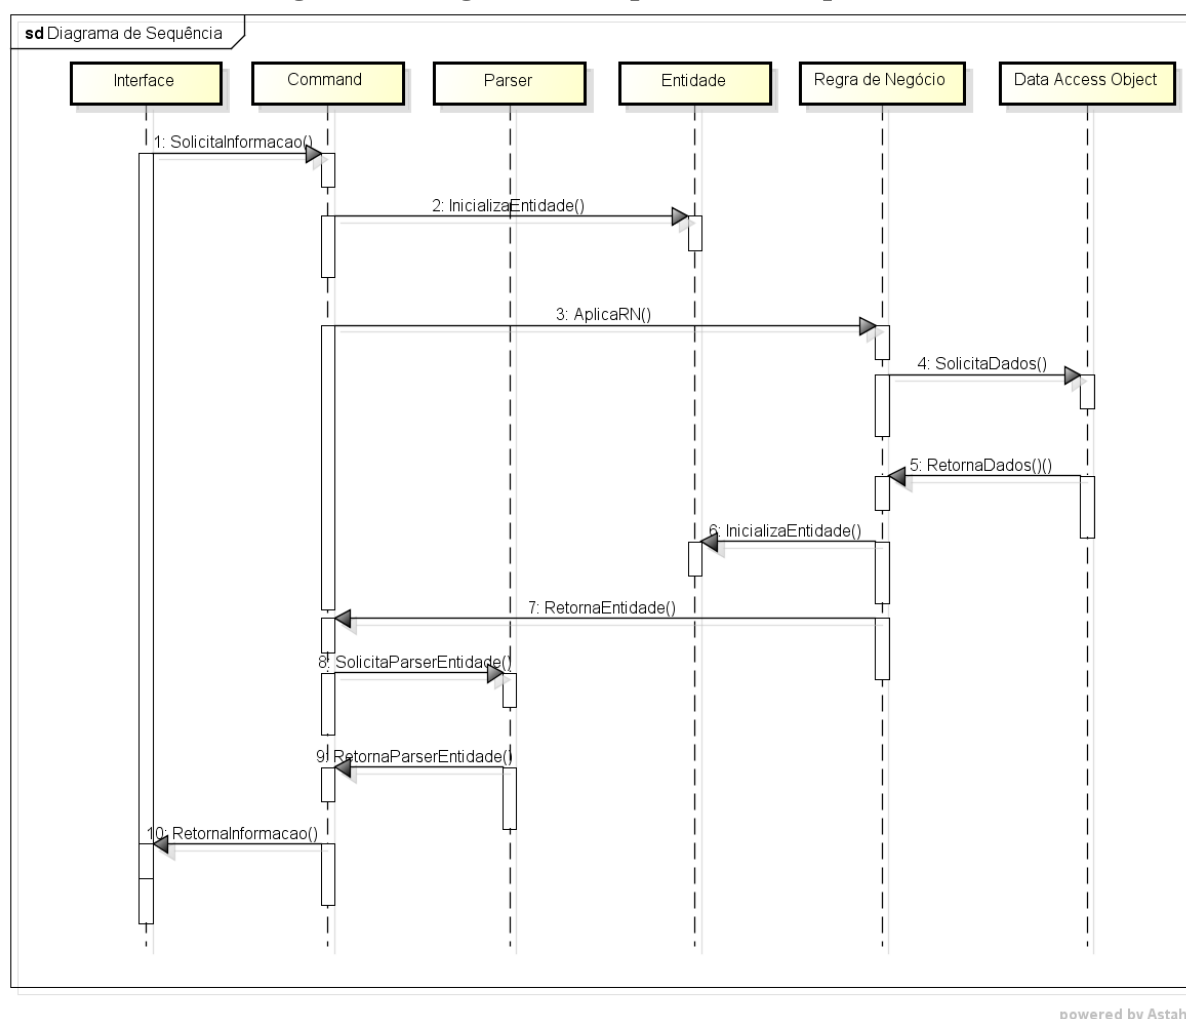 sd Diagrama de Sequência
Interface
Command
Parser
Entidade
Regra de Negócio
Data Access Object
1: SolicitaInformacao()
2: InicializaEntidade()
3: AplicaRN()
4: SolicitaDados()
5: RetornaDados()()
6: InicializaEntidade()
7: RetornaEntidade()
8: SolicitaParserEntidade()
9: RetornaParserEntidade()
10: RetornaInformacao()
powered by Astah